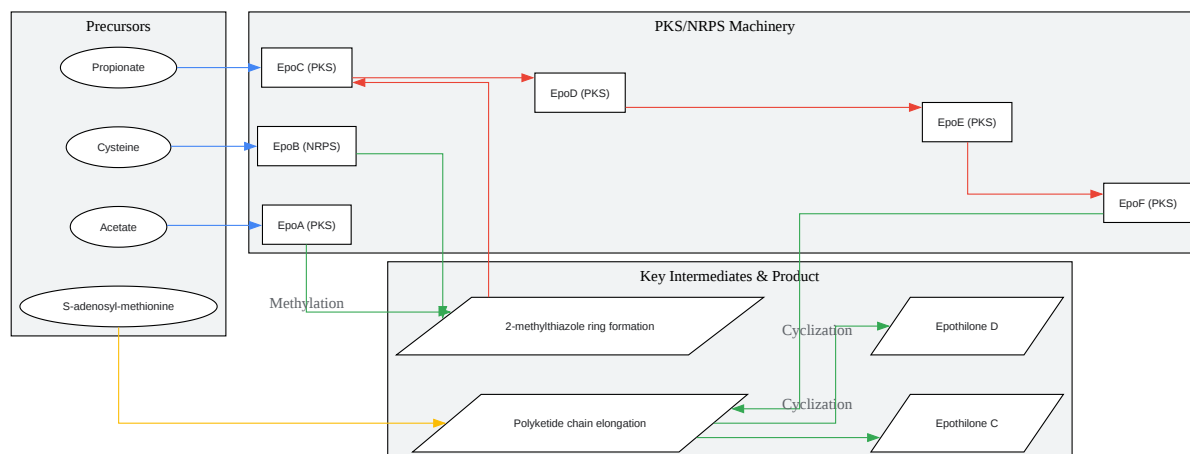 Precursors
PKS/NRPS Machinery
Propionate
EpoC (PKS)
EpoD (PKS)
EpoE (PKS)
Cysteine
EpoB (NRPS)
EpoF (PKS)
Acetate
EpoA (PKS)
Key Intermediates & Product
S-adenosyl-methionine
Methylation
2-methylthiazole ring formation
Cyclization
Epothilone D
Cyclization
Polyketide chain elongation
Epothilone C